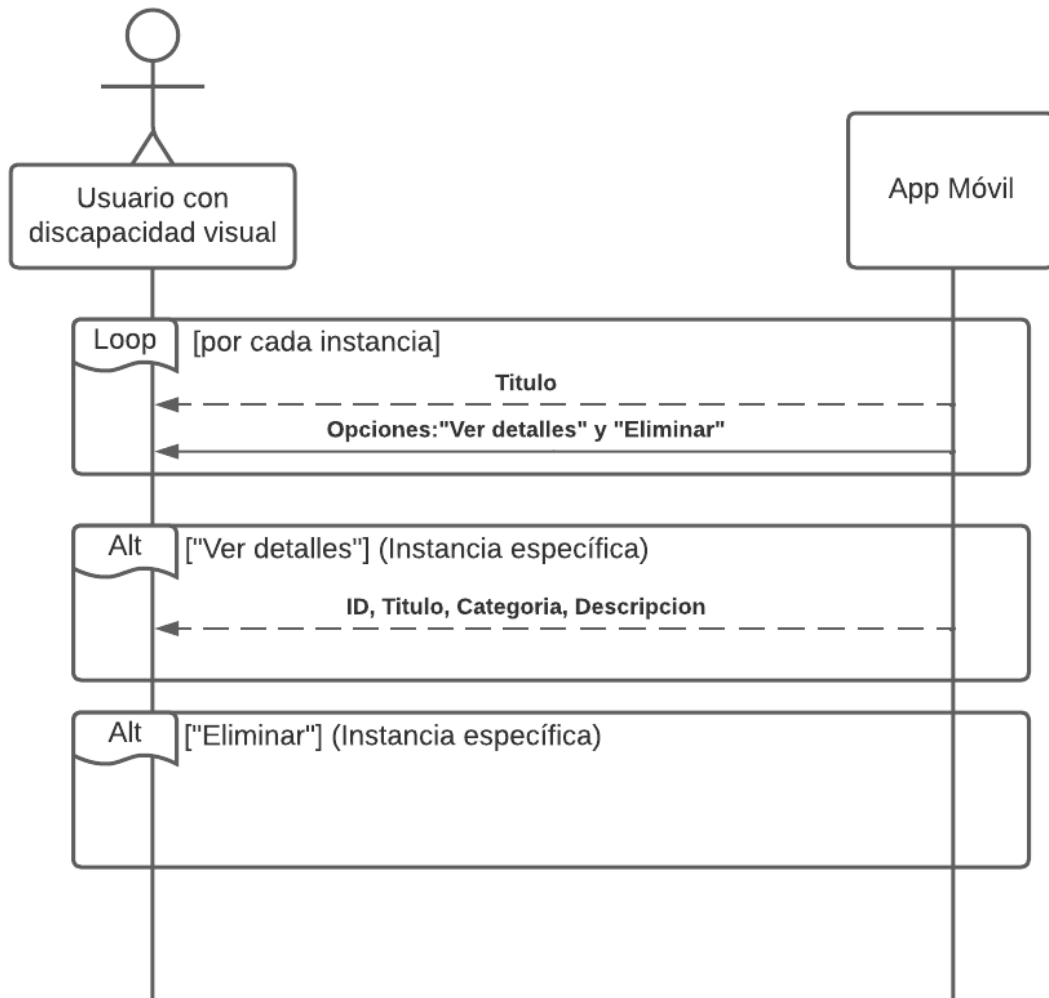 Usuario con
discapacidad visual
App Móvil
Loop [por cada instancia]
Titulo
Opciones:"Ver detalles" y "Eliminar"
Alt ["Ver detalles"] (Instancia específica)
ID, Titulo, Categoria, Descripcion
Alt ["Eliminar"] (Instancia específica)